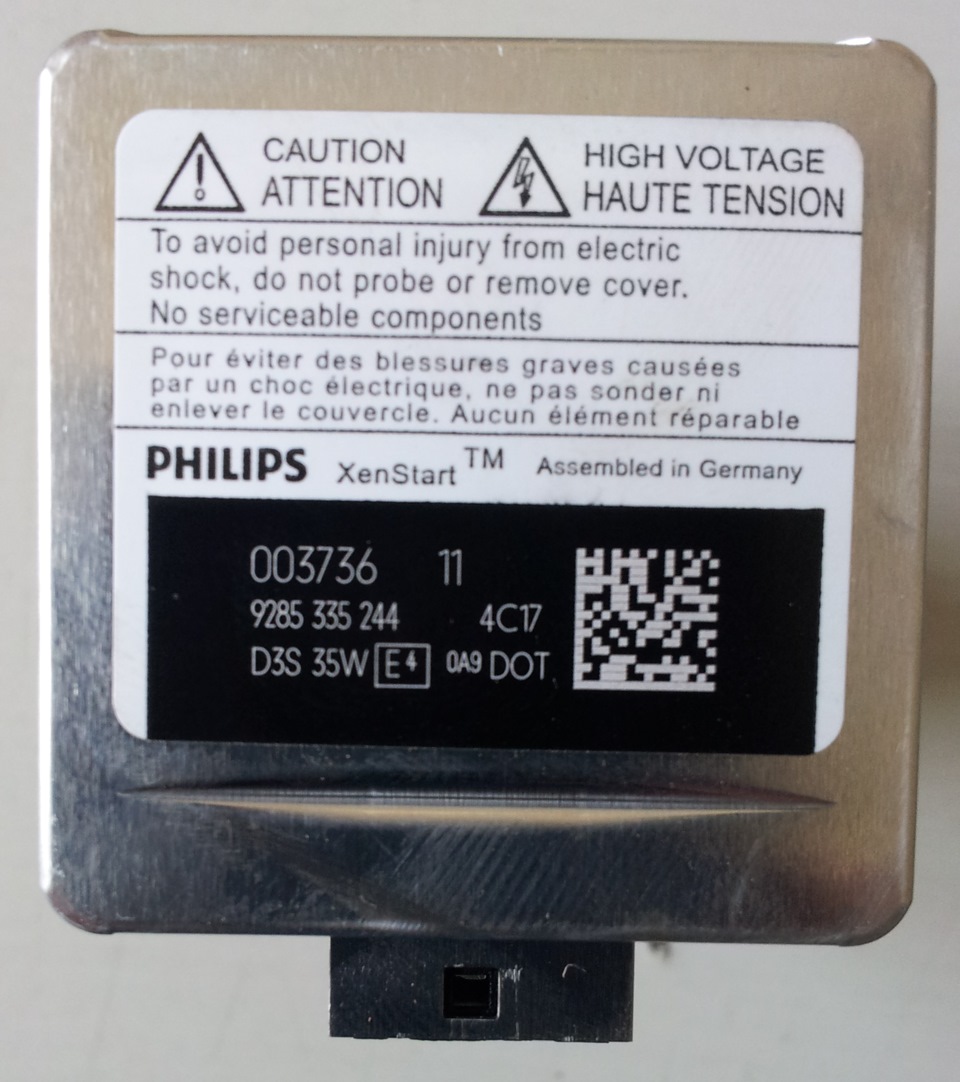 CAUTION
ATTENTION
HIGH VOLTAGE
HAUTE TENSION
To avoid personal injury from electric
shock, do not probe or remove cover.
No serviceable components
Pour éviter des blessures graves causées
par un choc électrique, ne pas sonder ni
enlever le couvercle. Aucun élément réparable
PHILIPS XenStart™ Assembled in Germany
003736 11
9285 335 244 4C17
D3S 35W E4 0A9 DOT